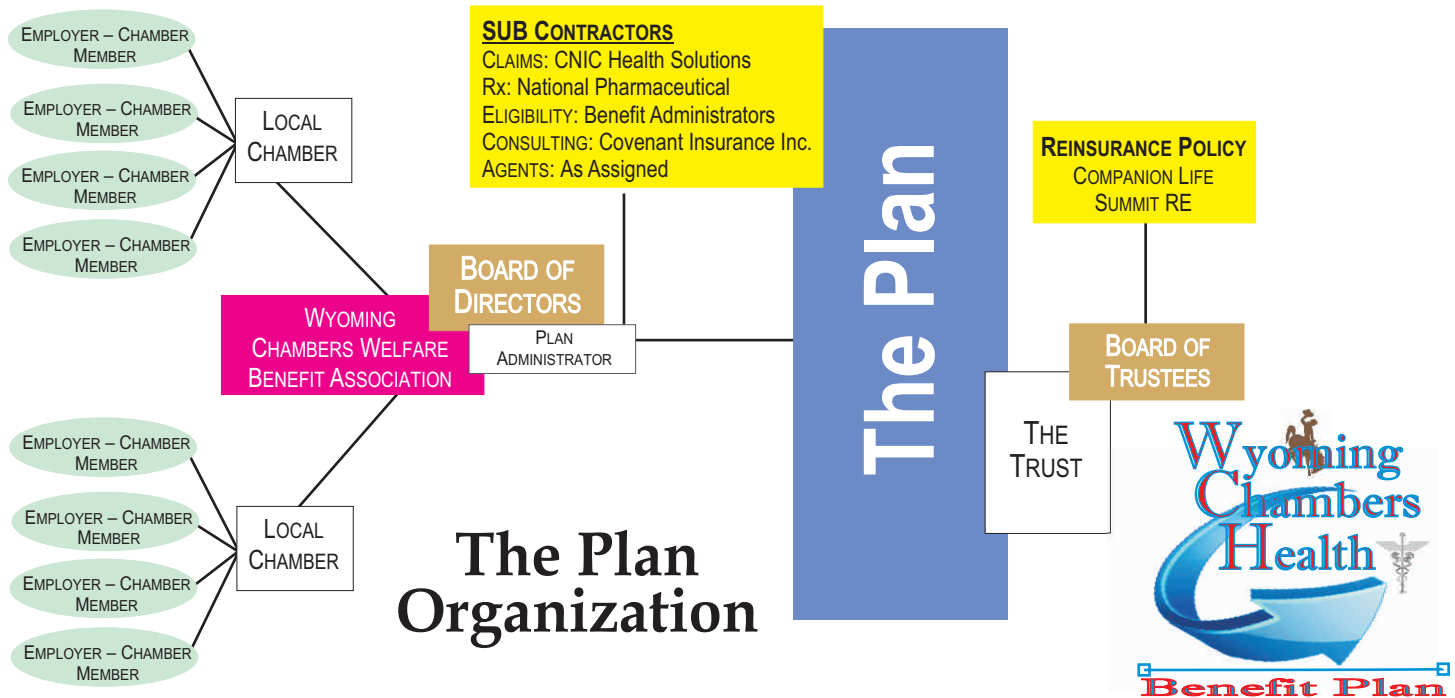 EMPLOYER – CHAMBER
MEMBER
EMPLOYER – CHAMBER
MEMBER
EMPLOYER – CHAMBER
MEMBER
EMPLOYER – CHAMBER
MEMBER
LOCAL
CHAMBER
SUB CONTRACTORS
CLAIMS: CNIC Health Solutions
Rx: National Pharmaceutical
ELIGIBILITY: Benefit Administrators
CONSULTING: Covenant Insurance Inc.
AGENTS: As Assigned
BOARD OF
DIRECTORS
WYOMING
CHAMBERS WELFARE
BENEFIT ASSOCIATION
PLAN
ADMINISTRATOR
The Plan
REINSURANCE POLICY
COMPANION LIFE
SUMMIT RE
BOARD OF
TRUSTEES
THE
TRUST
EMPLOYER – CHAMBER
MEMBER
EMPLOYER – CHAMBER
MEMBER
EMPLOYER – CHAMBER
MEMBER
EMPLOYER – CHAMBER
MEMBER
LOCAL
CHAMBER
The Plan
Organization
Wyoming
Chambers
Health
Benefit Plan